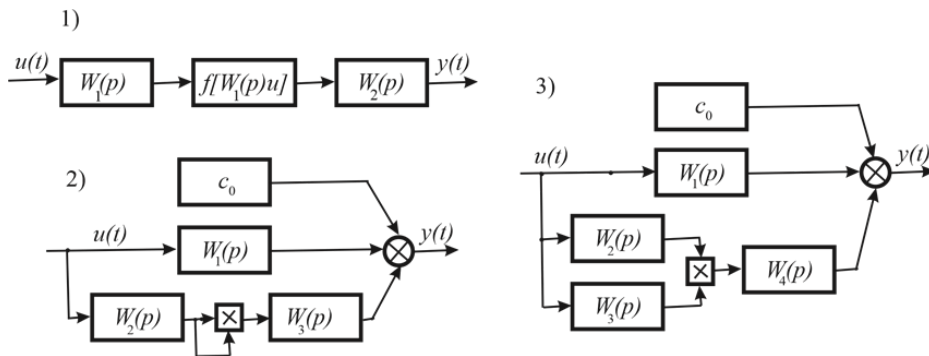 1)
u(t)
W₁(p)
f[W₁(p)u]
W₂(p)
y(t)
2)
c₀
u(t)
W₁(p)
y(t)
W₂(p)
×
W₃(p)
3)
c₀
u(t)
W₁(p)
y(t)
W₂(p)
×
W₄(p)
W₃(p)